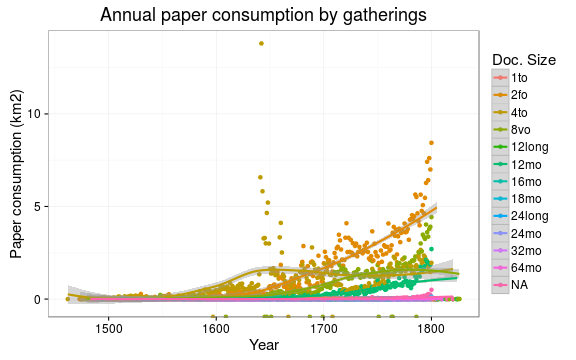 Annual paper consumption by gatherings
Paper consumption (km2)
10
5
0
1500 1600 1700 1800
Year
Doc. Size
1to
2fo
4to
8vo
12long
12mo
16mo
18mo
24long
24mo
32mo
64mo
NA